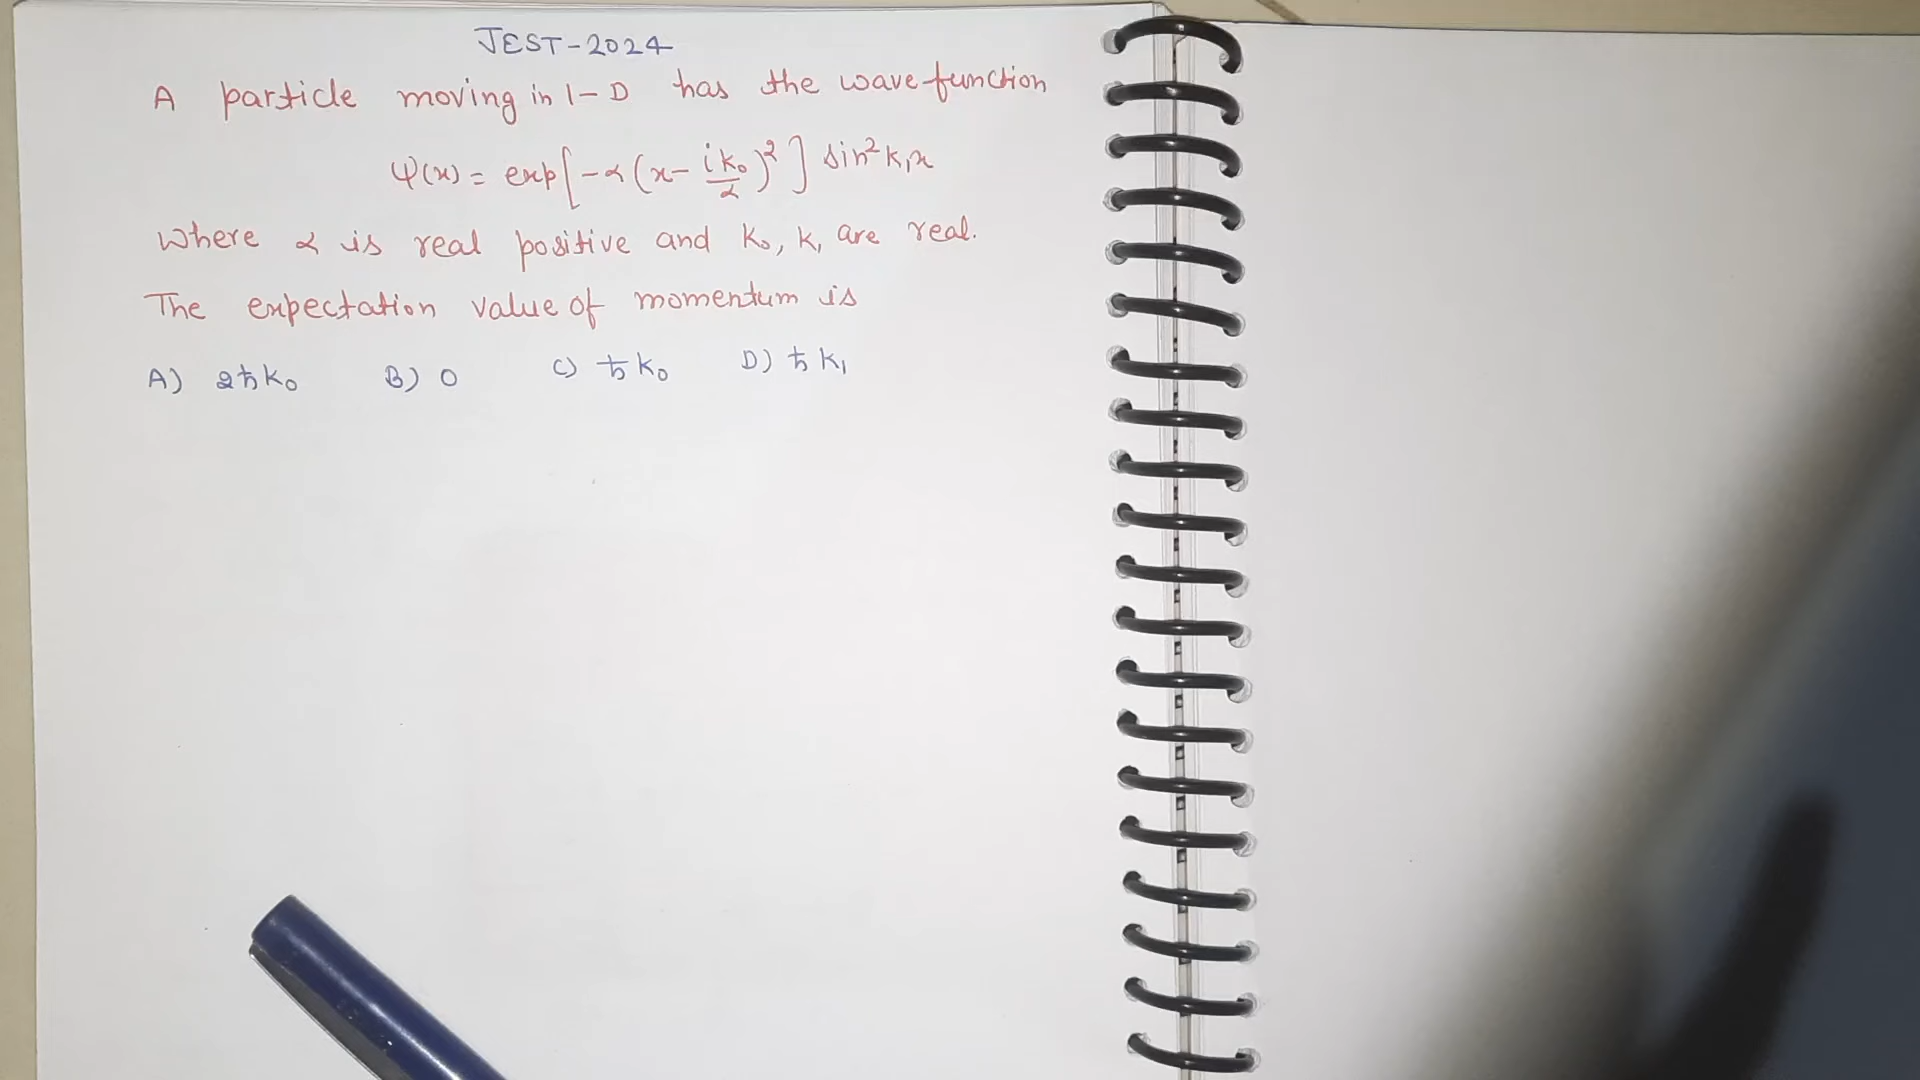 JEST-2024
A particle moving in 1-D has the wave function
ψ(x) = exp[-α(x - ik₀/α)²] sin²k₁x
where α is real positive and k₀, k₁ are real.
The expectation value of momentum is
A) 2ħk₀ B) 0 C) ħk₀ D) ħk₁